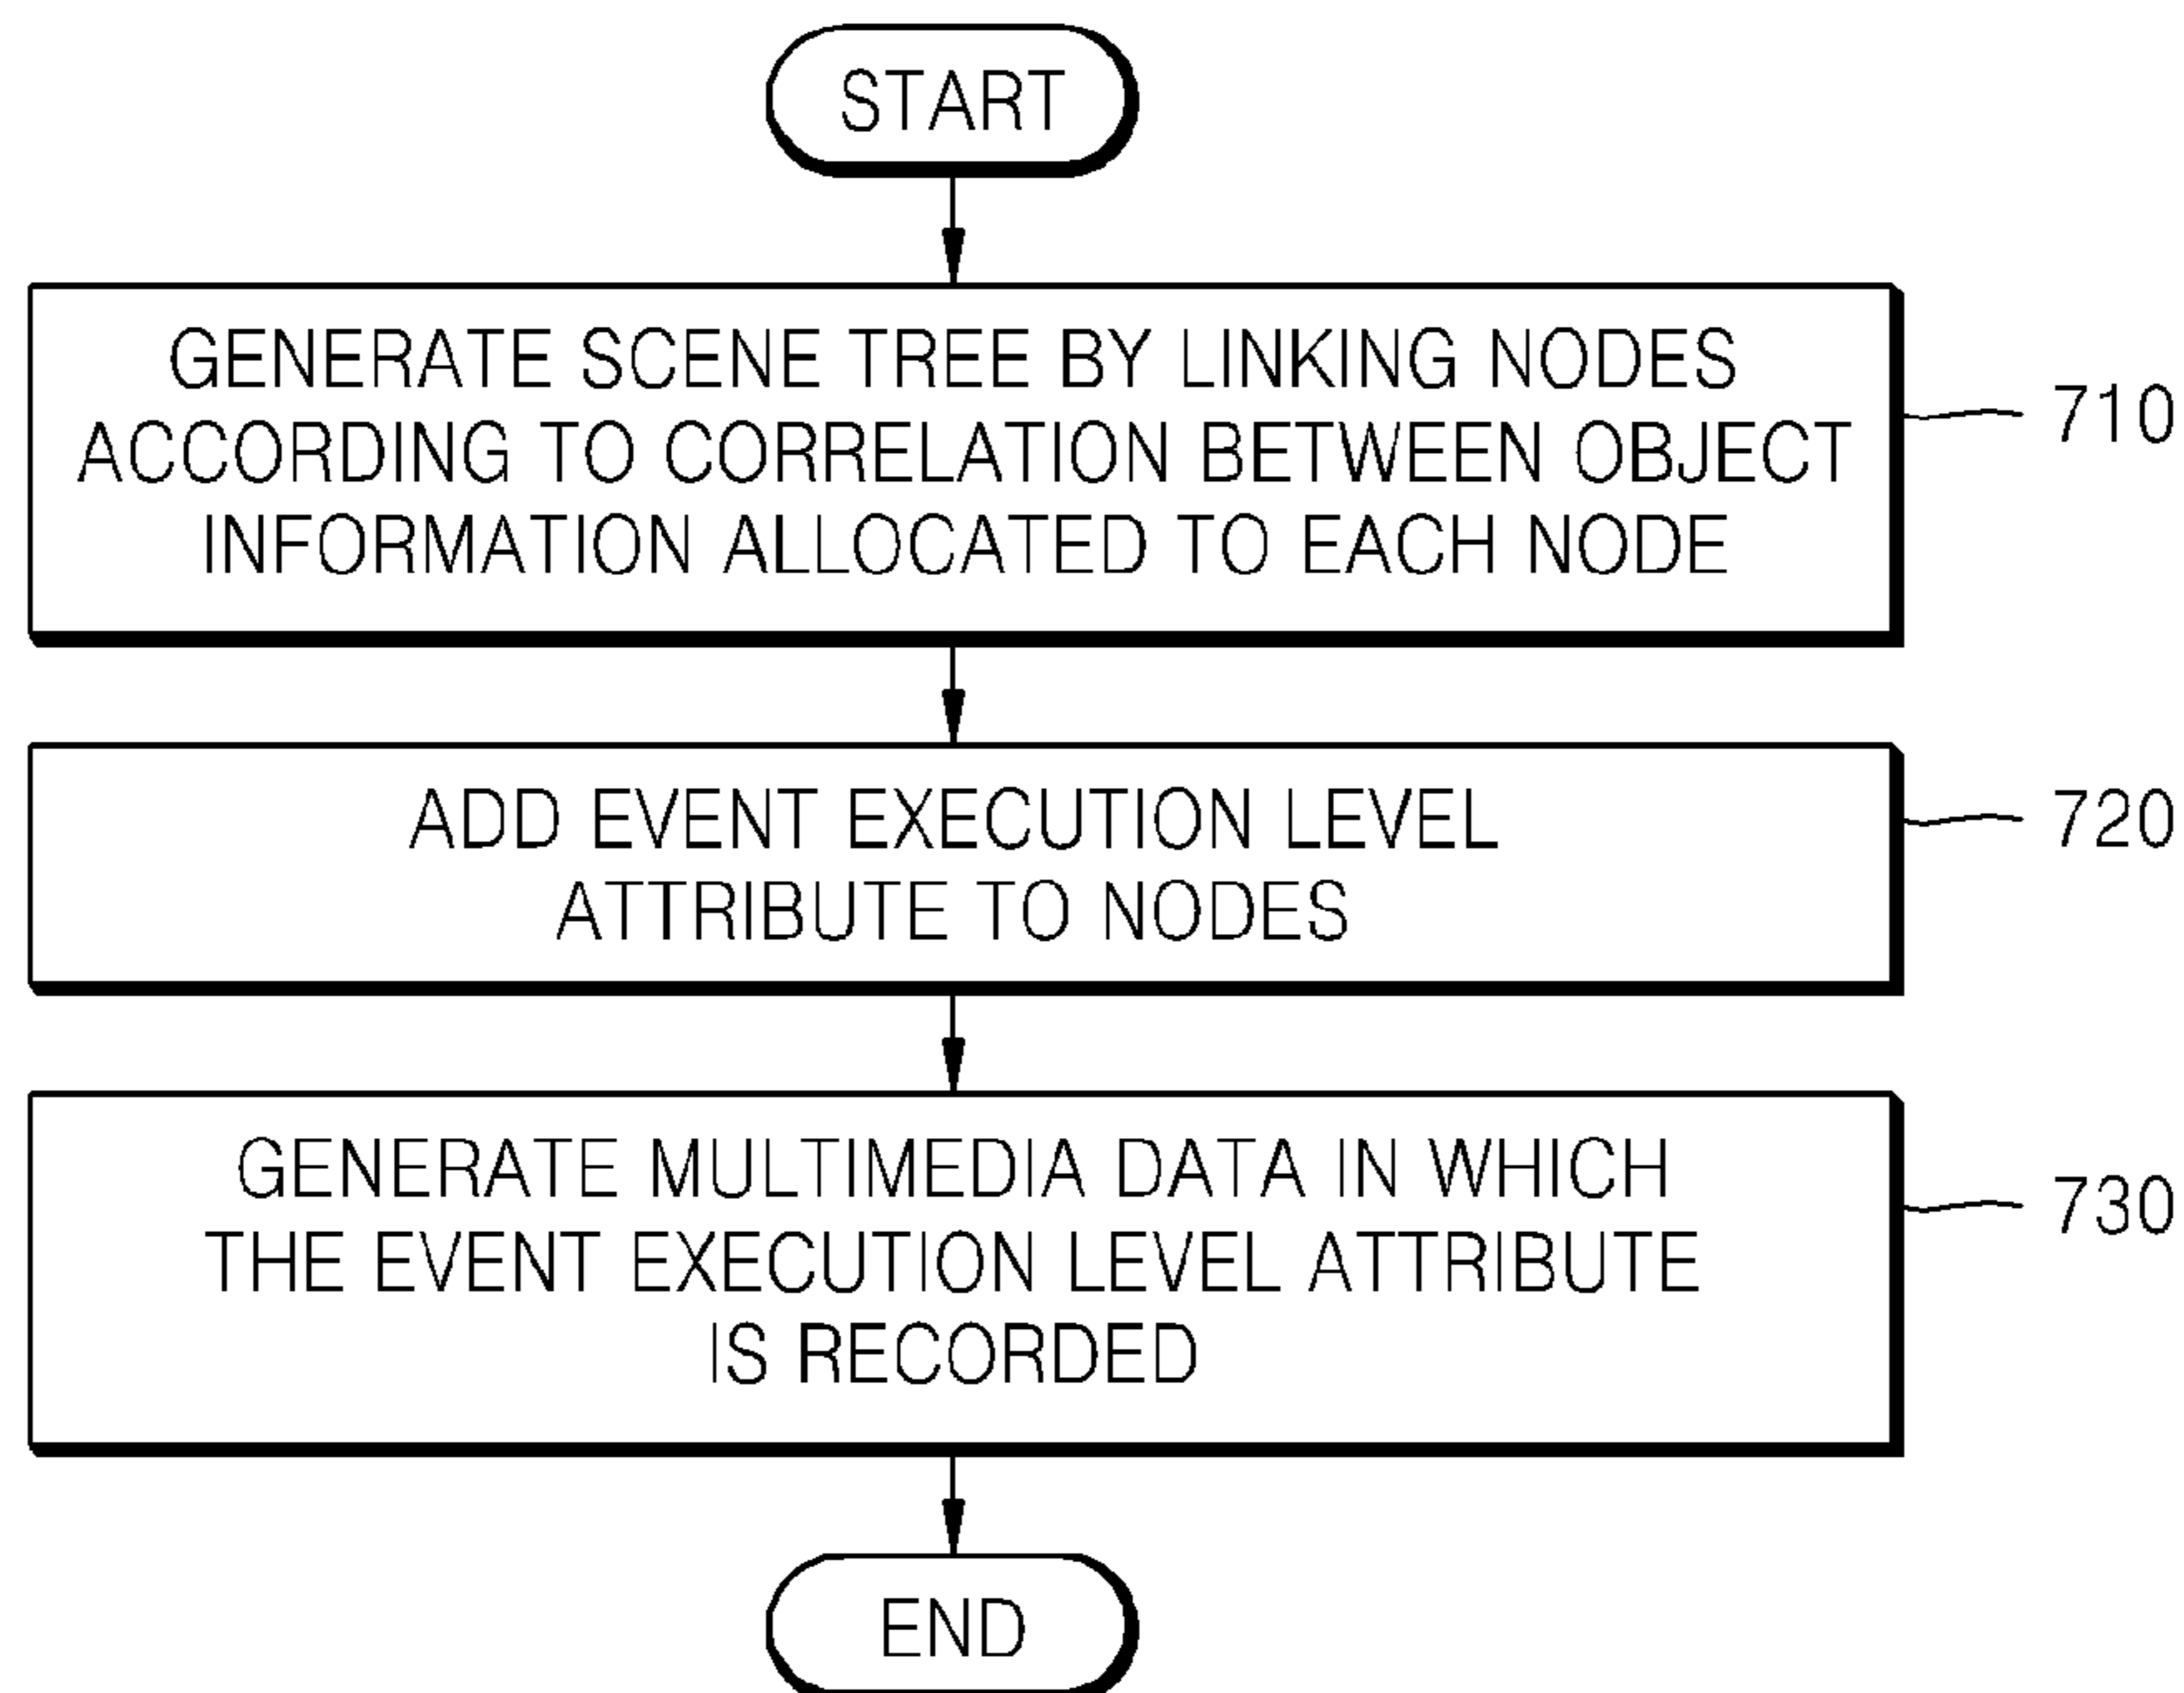 START
GENERATE SCENE TREE BY LINKING NODES
ACCORDING TO CORRELATION BETWEEN OBJECT
INFORMATION ALLOCATED TO EACH NODE
710
ADD EVENT EXECUTION LEVEL
ATTRIBUTE TO NODES
720
GENERATE MULTIMEDIA DATA IN WHICH
THE EVENT EXECUTION LEVEL ATTRIBUTE
IS RECORDED
730
END